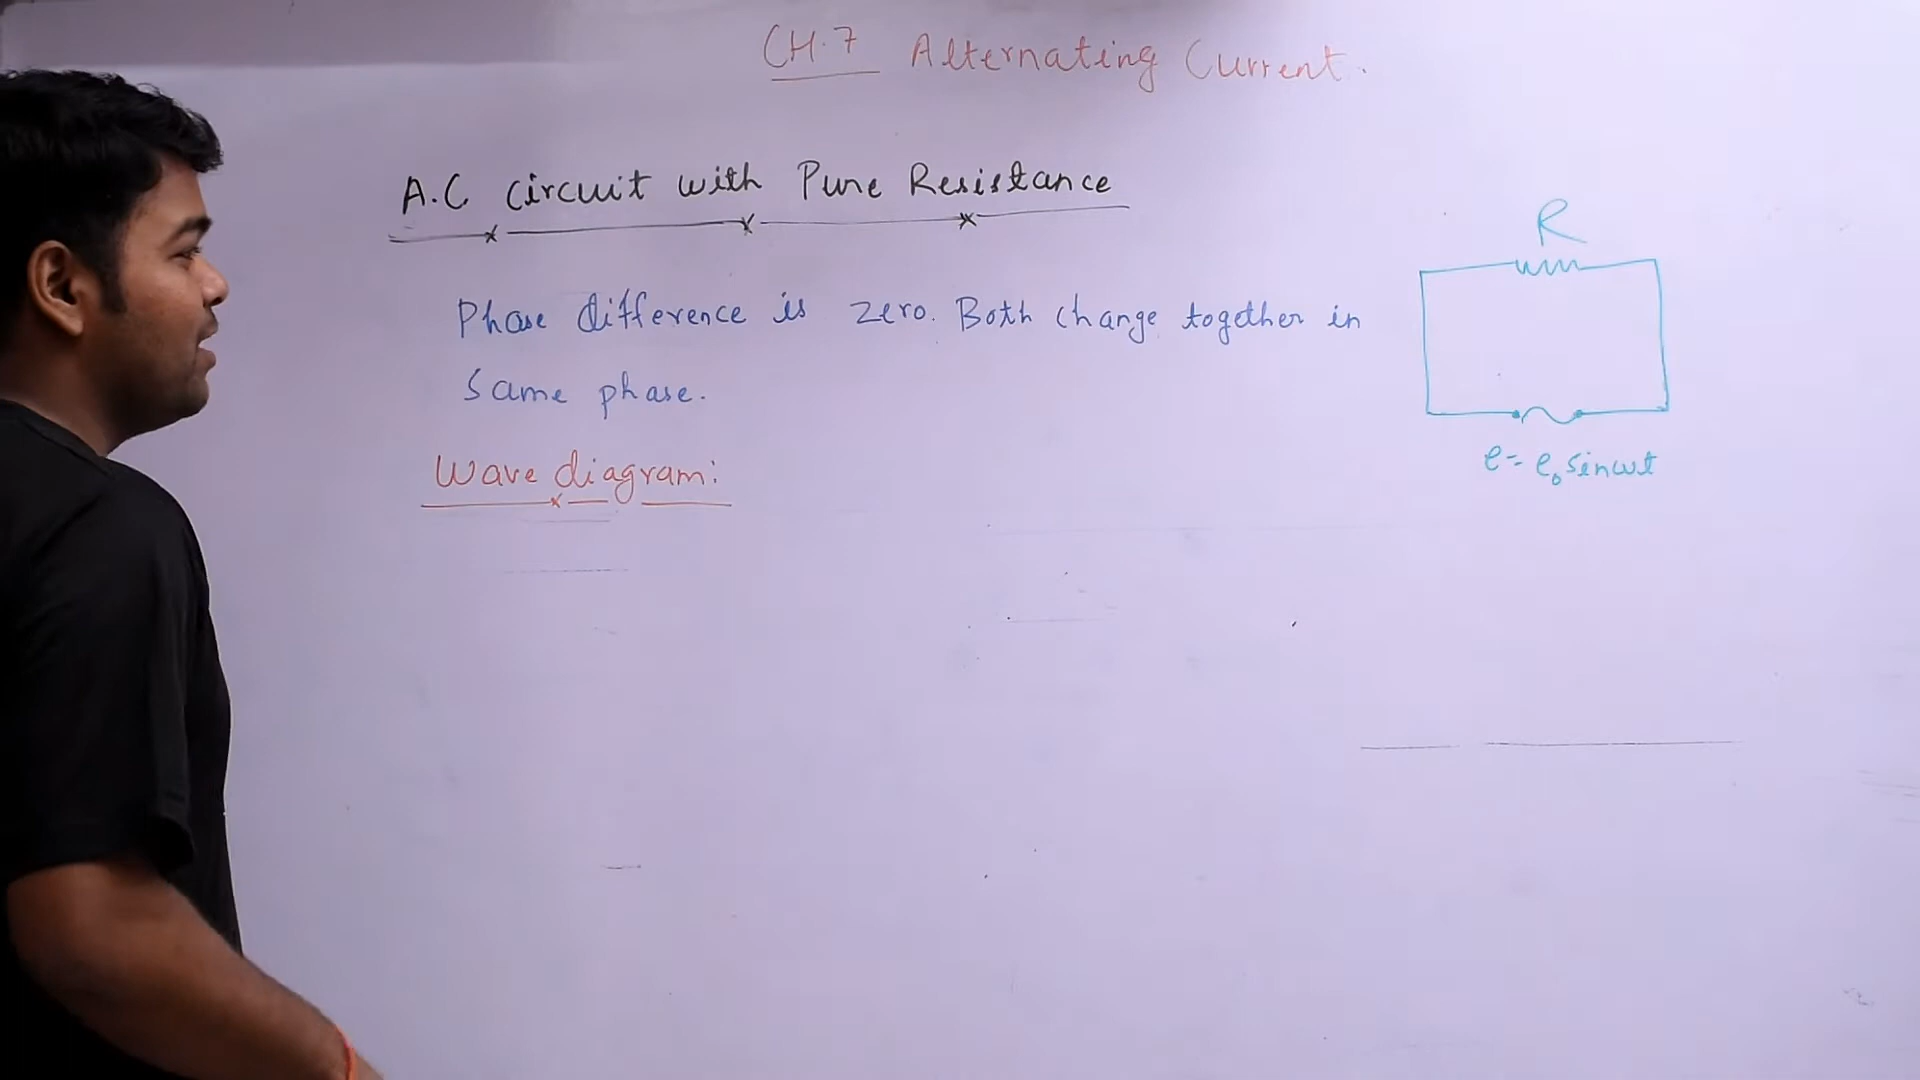 CH.7 Alternating Current.
A.C circuit with Pure Resistance
R
Phase difference is zero. Both change together in
same phase.
e = e₀ sinωt
Wave diagram: